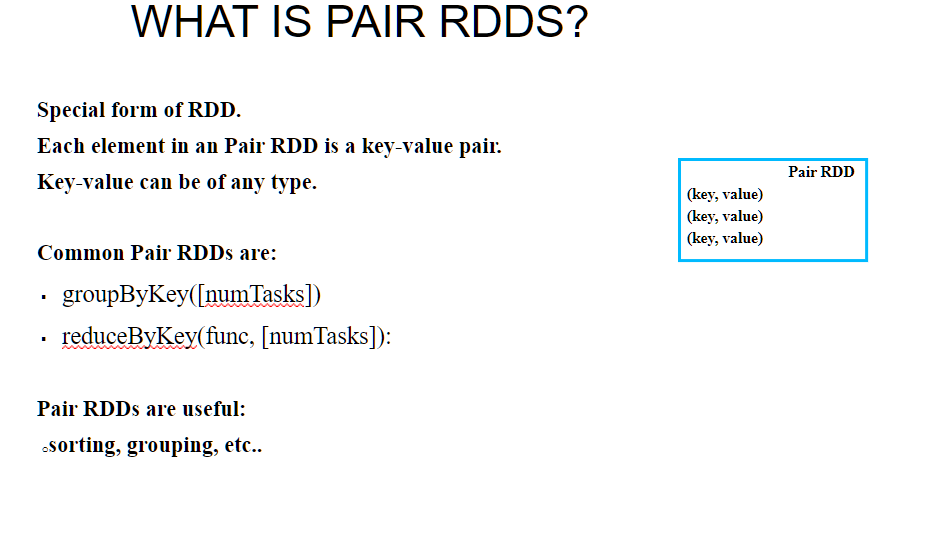 WHAT IS PAIR RDDS?
Special form of RDD.
Each element in an Pair RDD is a key-value pair.
Key-value can be of any type.
Pair RDD
(key, value)
(key, value)
(key, value)
Common Pair RDDs are:
▪ groupByKey([numTasks])
▪ reduceByKey(func, [numTasks]):
Pair RDDs are useful:
○sorting, grouping, etc..